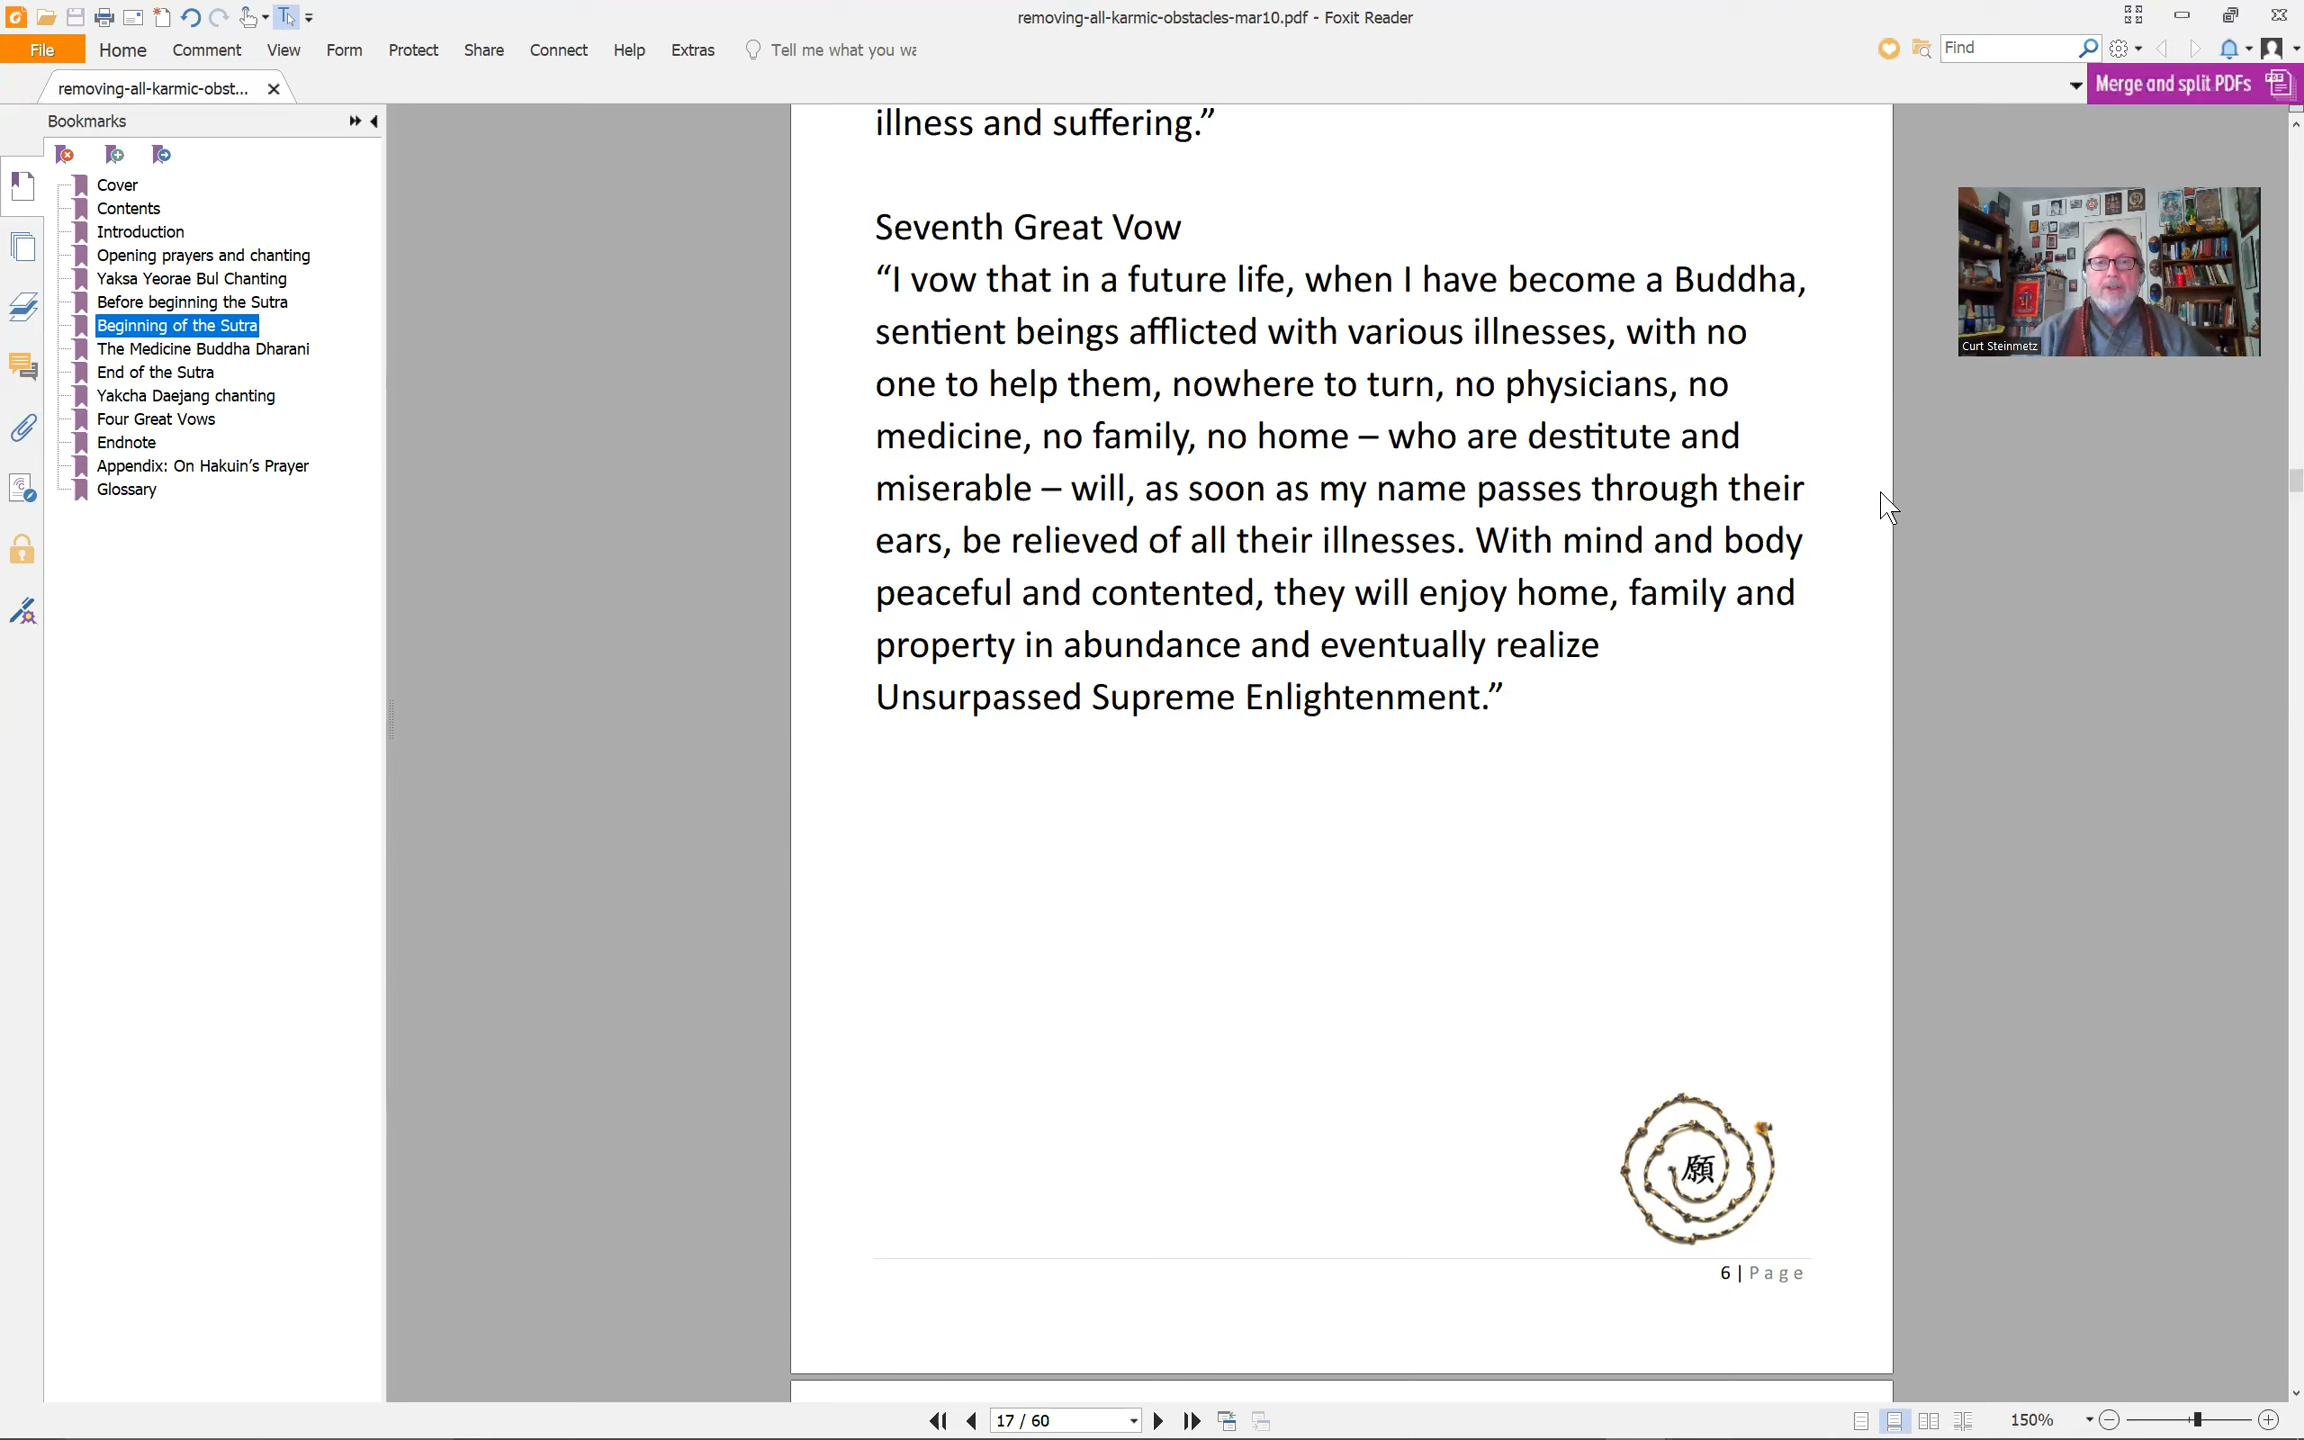 removing-all-karmic-obstacles-mar10.pdf - Foxit Reader
File Home Comment View Form Protect Share Connect Help Extras Tell me what you wa
Find
removing-all-karmic-obst...
Merge and split PDFs
Bookmarks
Cover
Contents
Introduction
Opening prayers and chanting
Yaksa Yeorae Bul Chanting
Before beginning the Sutra
Beginning of the Sutra
The Medicine Buddha Dharani
End of the Sutra
Yakcha Daejang chanting
Four Great Vows
Endnote
Appendix: On Hakuin’s Prayer
Glossary
illness and suffering.”
Seventh Great Vow
“I vow that in a future life, when I have become a Buddha,
sentient beings afflicted with various illnesses, with no
one to help them, nowhere to turn, no physicians, no
medicine, no family, no home – who are destitute and
miserable – will, as soon as my name passes through their
ears, be relieved of all their illnesses. With mind and body
peaceful and contented, they will enjoy home, family and
property in abundance and eventually realize
Unsurpassed Supreme Enlightenment.”
願
6 | Page
Curt Steinmetz
17 / 60
150%